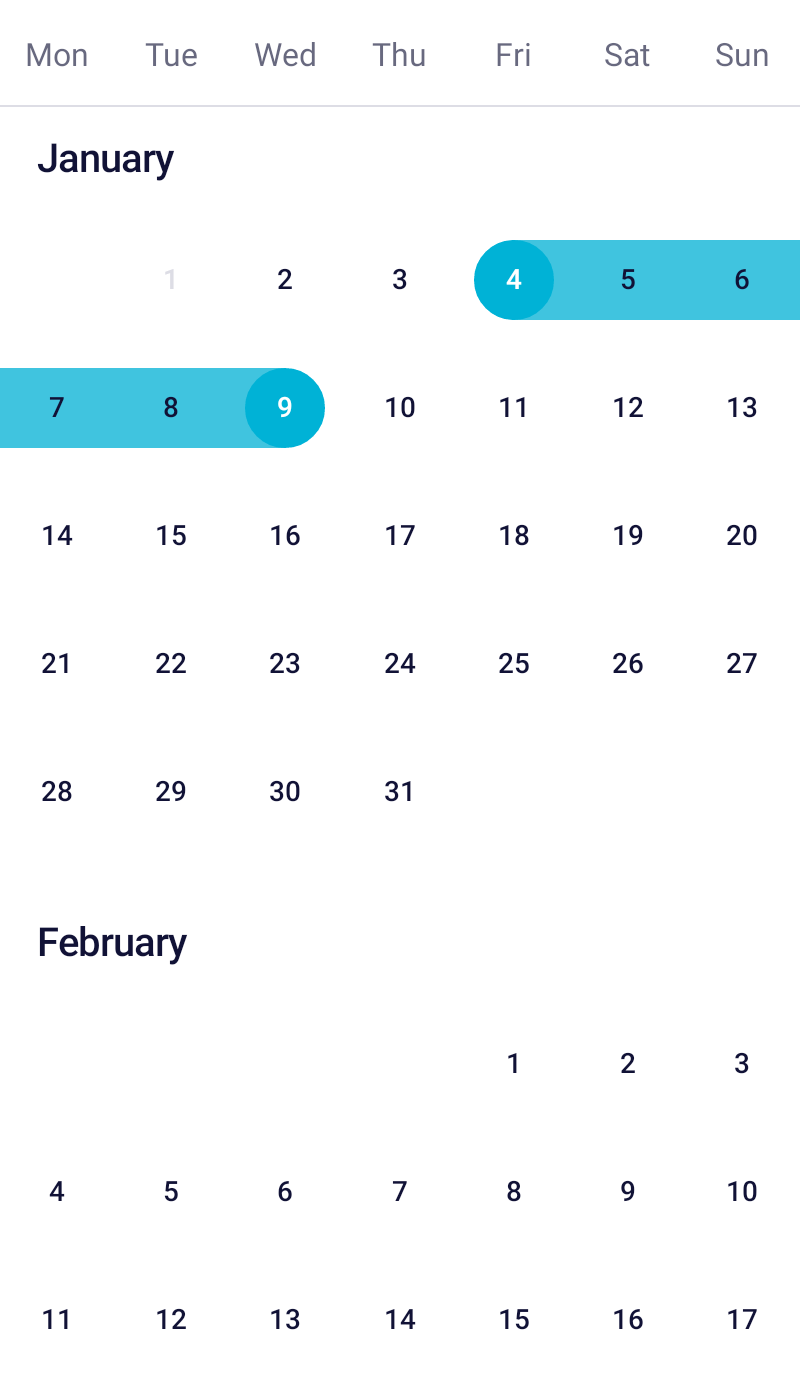 Mon Tue Wed Thu Fri Sat Sun
January
1 2 3 4 5 6
7 8 9 10 11 12 13
14 15 16 17 18 19 20
21 22 23 24 25 26 27
28 29 30 31
February
1 2 3
4 5 6 7 8 9 10
11 12 13 14 15 16 17